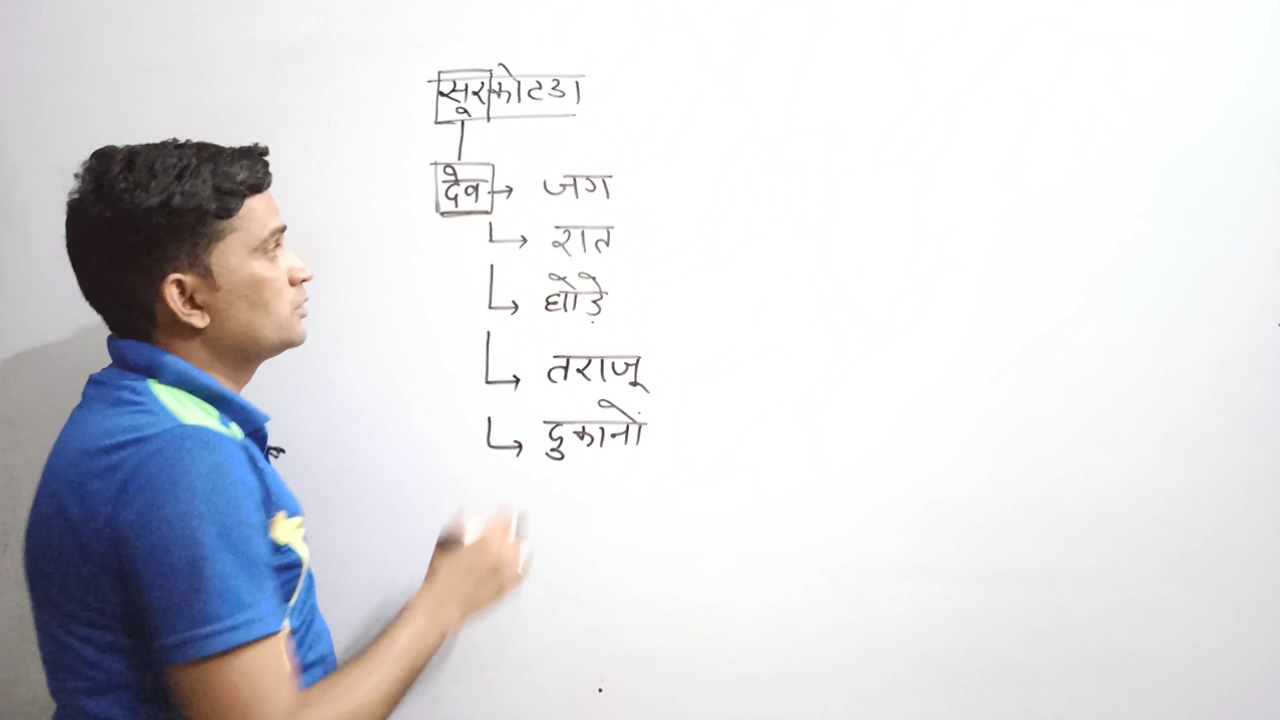 सूरकोटडा
देव → जग
रात
घोड़े
तराजू
दुकानों